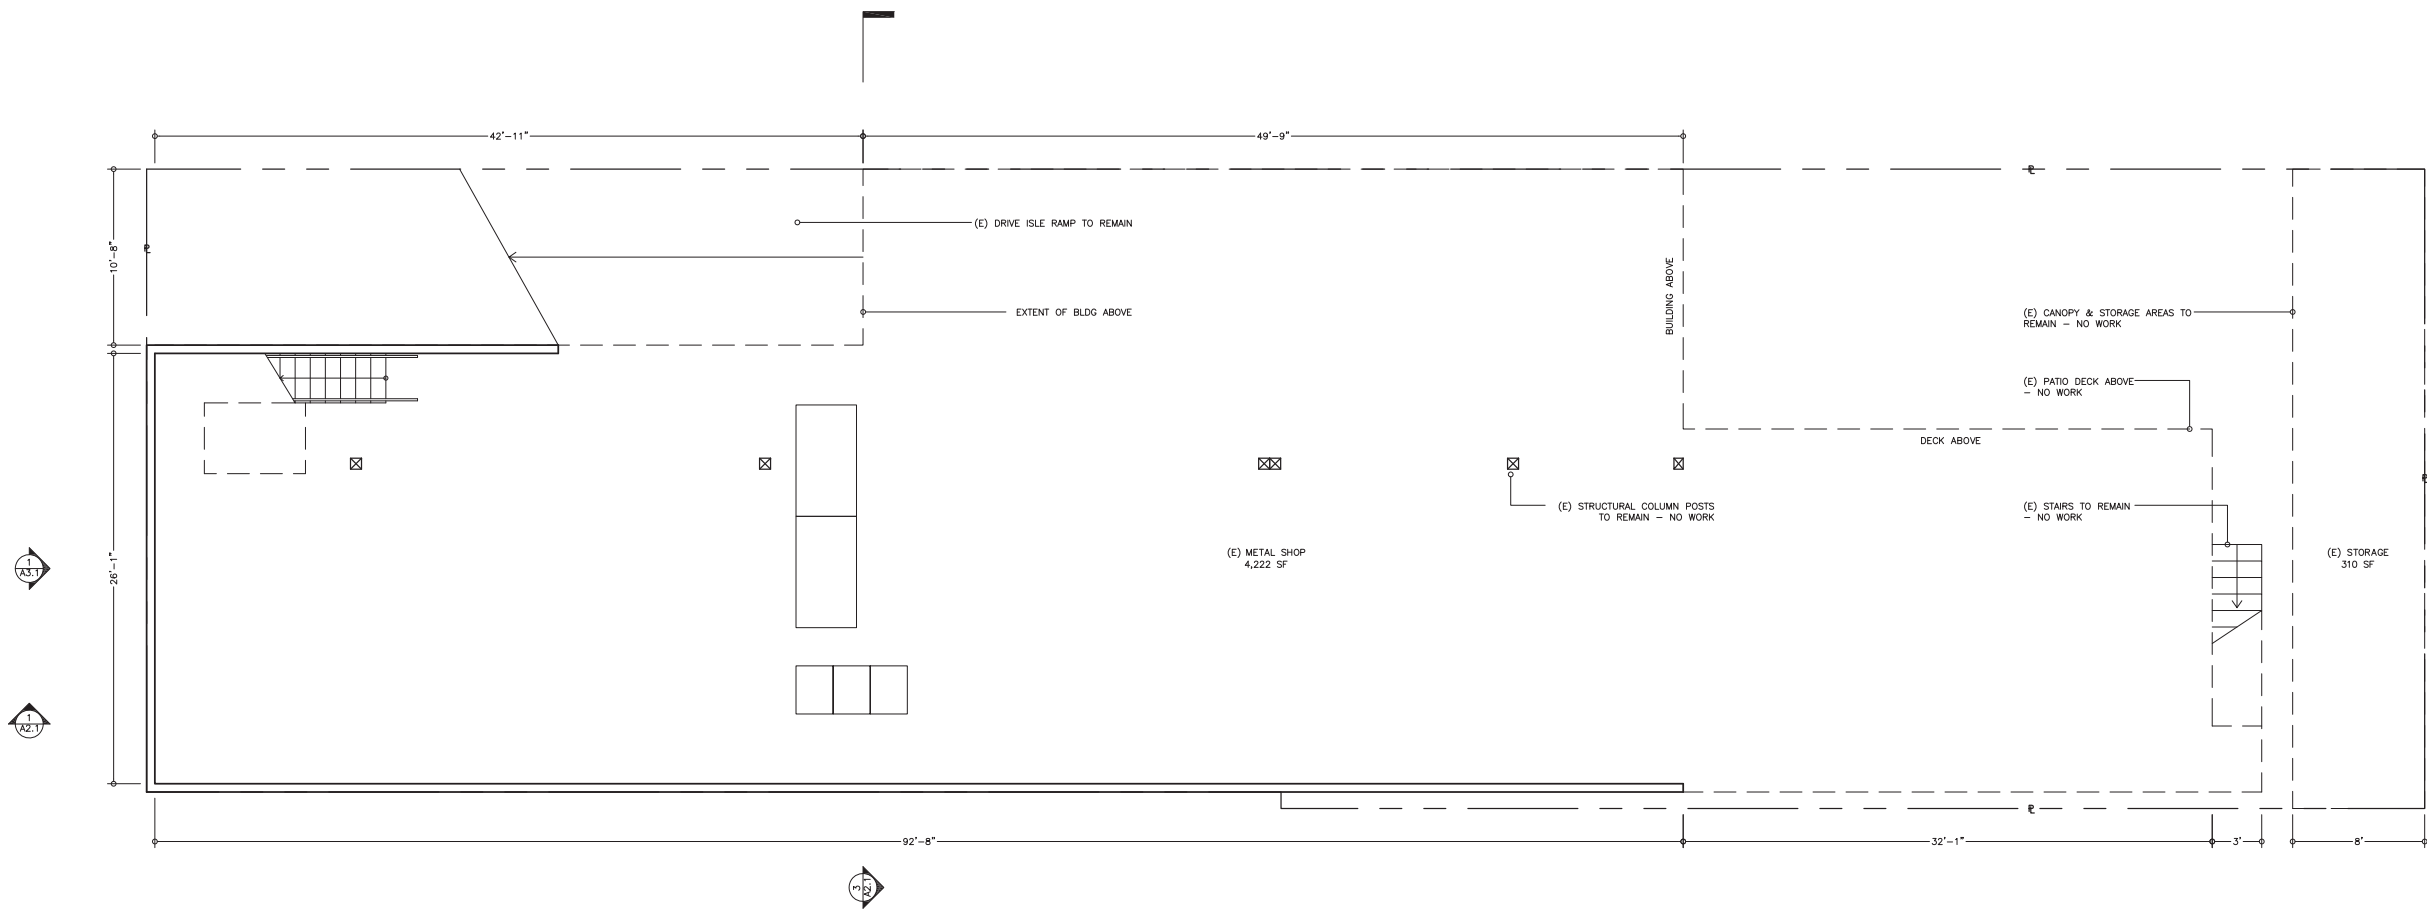 42'-11"
49'-9"
10'-8"
(E) DRIVE ISLE RAMP TO REMAIN
EXTENT OF BLDG ABOVE
BUILDING ABOVE
(E) CANOPY & STORAGE AREAS TO
REMAIN – NO WORK
(E) PATIO DECK ABOVE
– NO WORK
DECK ABOVE
(E) STRUCTURAL COLUMN POSTS
TO REMAIN – NO WORK
(E) STAIRS TO REMAIN
– NO WORK
(E) METAL SHOP
4,222 SF
(E) STORAGE
310 SF
26'-1"
1
A3.1
1
A2.1
92'-8"
32'-1"
3'
8'
3
A2.1